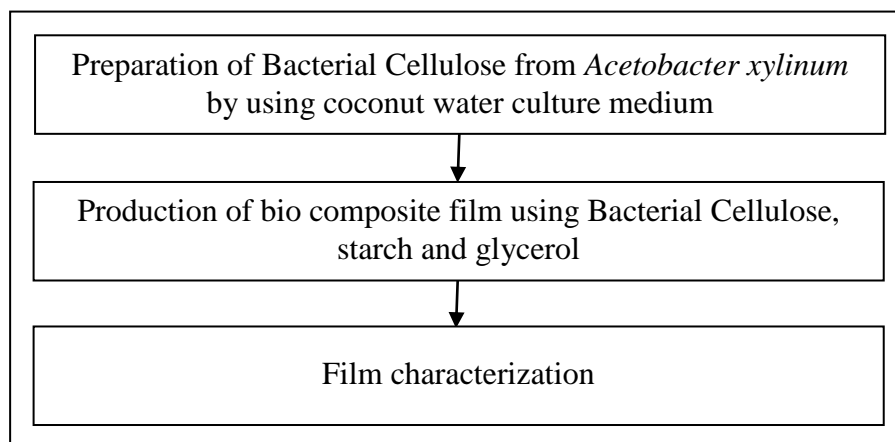 Preparation of Bacterial Cellulose from Acetobacter xylinum
by using coconut water culture medium
Production of bio composite film using Bacterial Cellulose,
starch and glycerol
Film characterization